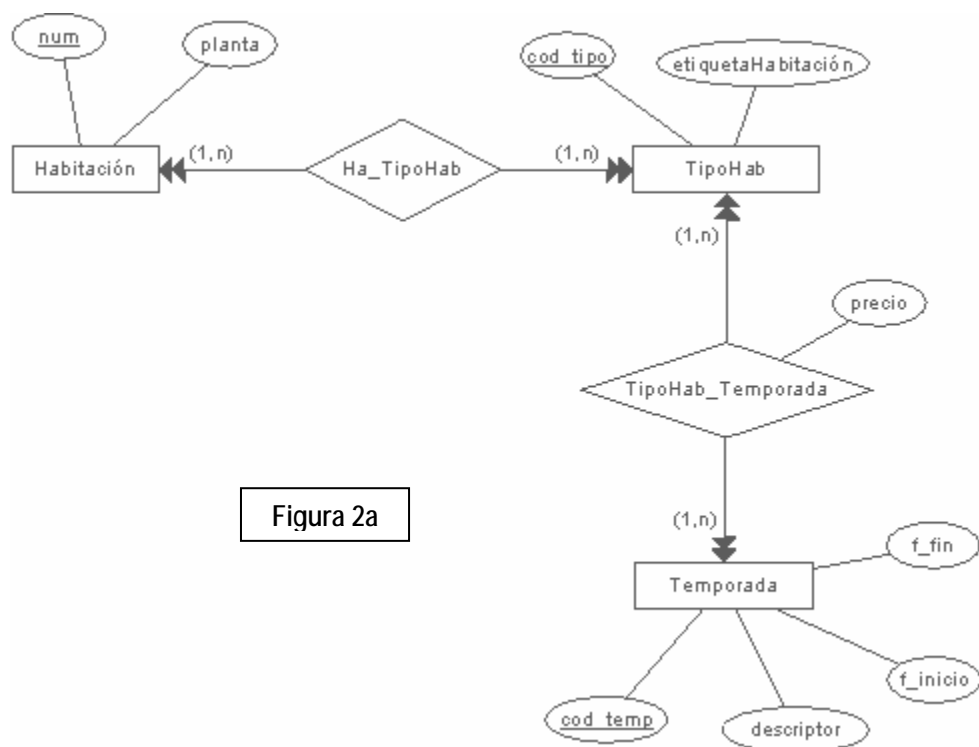 num
planta
cod_tipo
etiquetaHabitación
Habitación
(1,n)
Ha_TipoHab
(1,n)
TipoHab
(1,n)
precio
TipoHab_Temporada
Figura 2a
(1,n)
f_fin
Temporada
f_inicio
cod_temp
descriptor